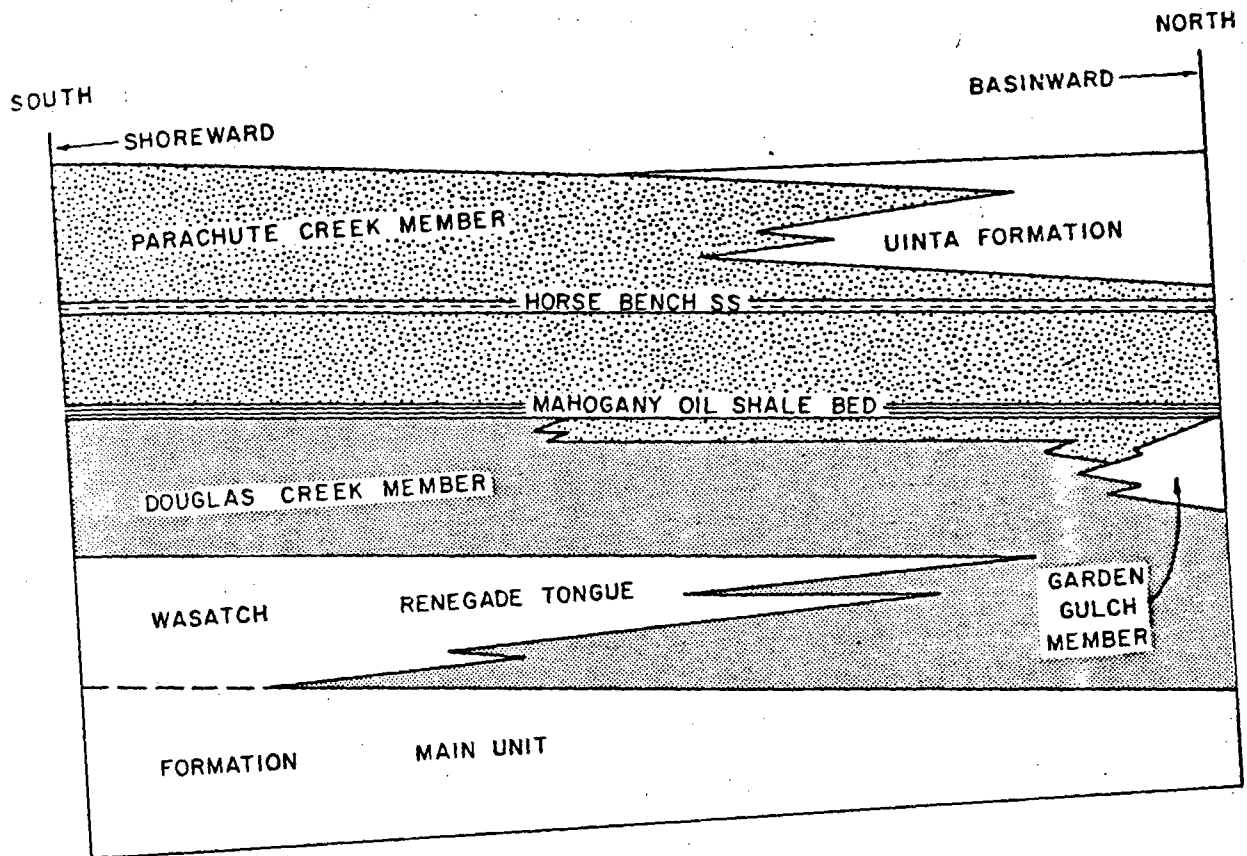 NORTH
BASINWARD
SOUTH
SHOREWARD
PARACHUTE CREEK MEMBER
UINTA FORMATION
HORSE BENCH SS
MAHOGANY OIL SHALE BED
DOUGLAS CREEK MEMBER
WASATCH
RENEGADE TONGUE
GARDEN
GULCH
MEMBER
FORMATION
MAIN UNIT